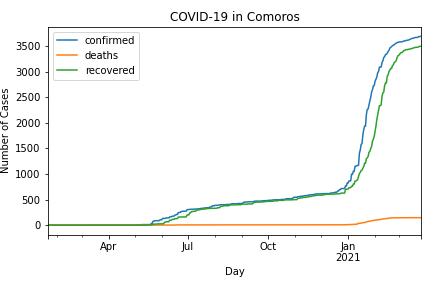 COVID-19 in Comoros
confirmed
deaths
recovered
3500
3000
2500
2000
1500
1000
500
0
Number of Cases
Apr
Jul
Oct
Jan
2021
Day